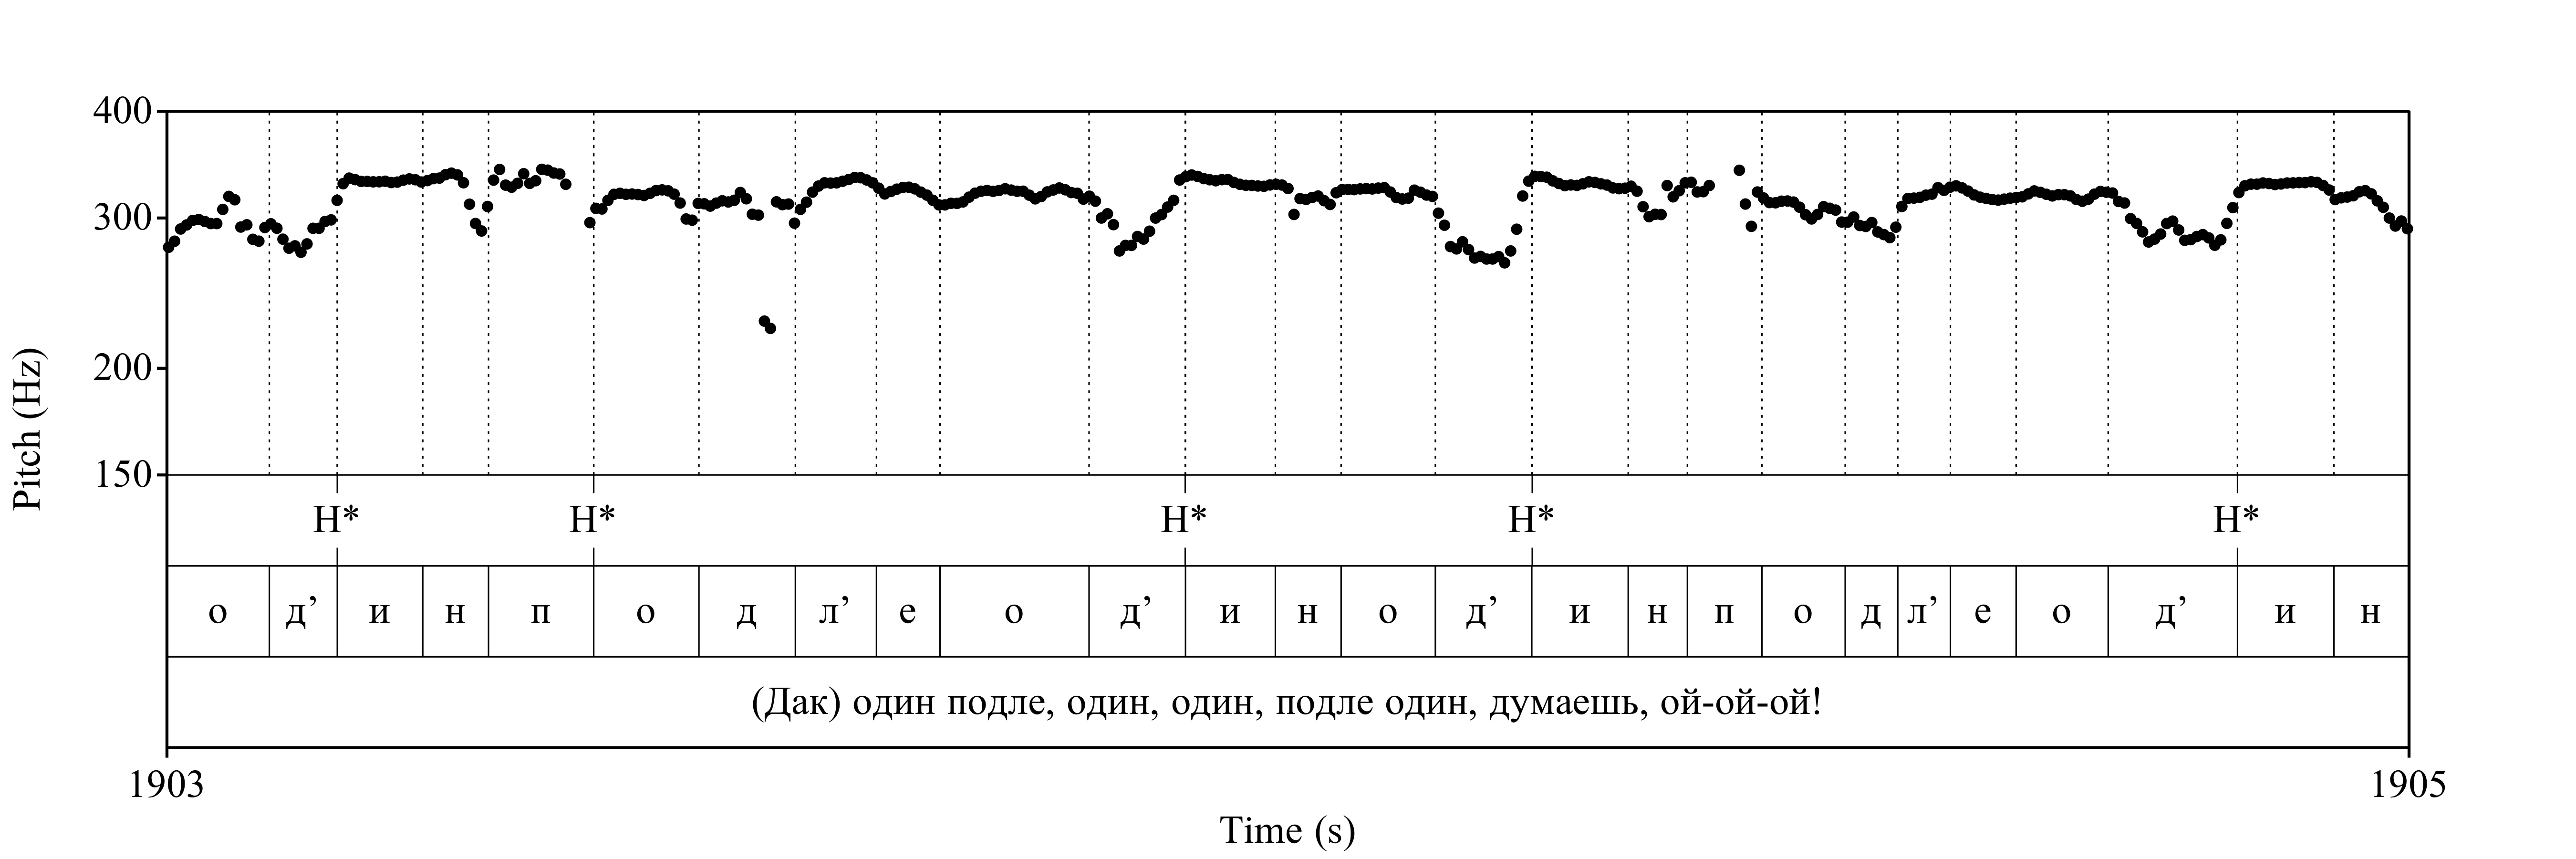 400
300
200
150
Pitch (Hz)
H* H* H* H* H*
о д’ и н п о д л’ е о д’ и н о д’ и н п о д л’ е о д’ и н
(Дак) один подле, один, один, подле один, думаешь, ой-ой-ой!
1903 1905
Time (s)